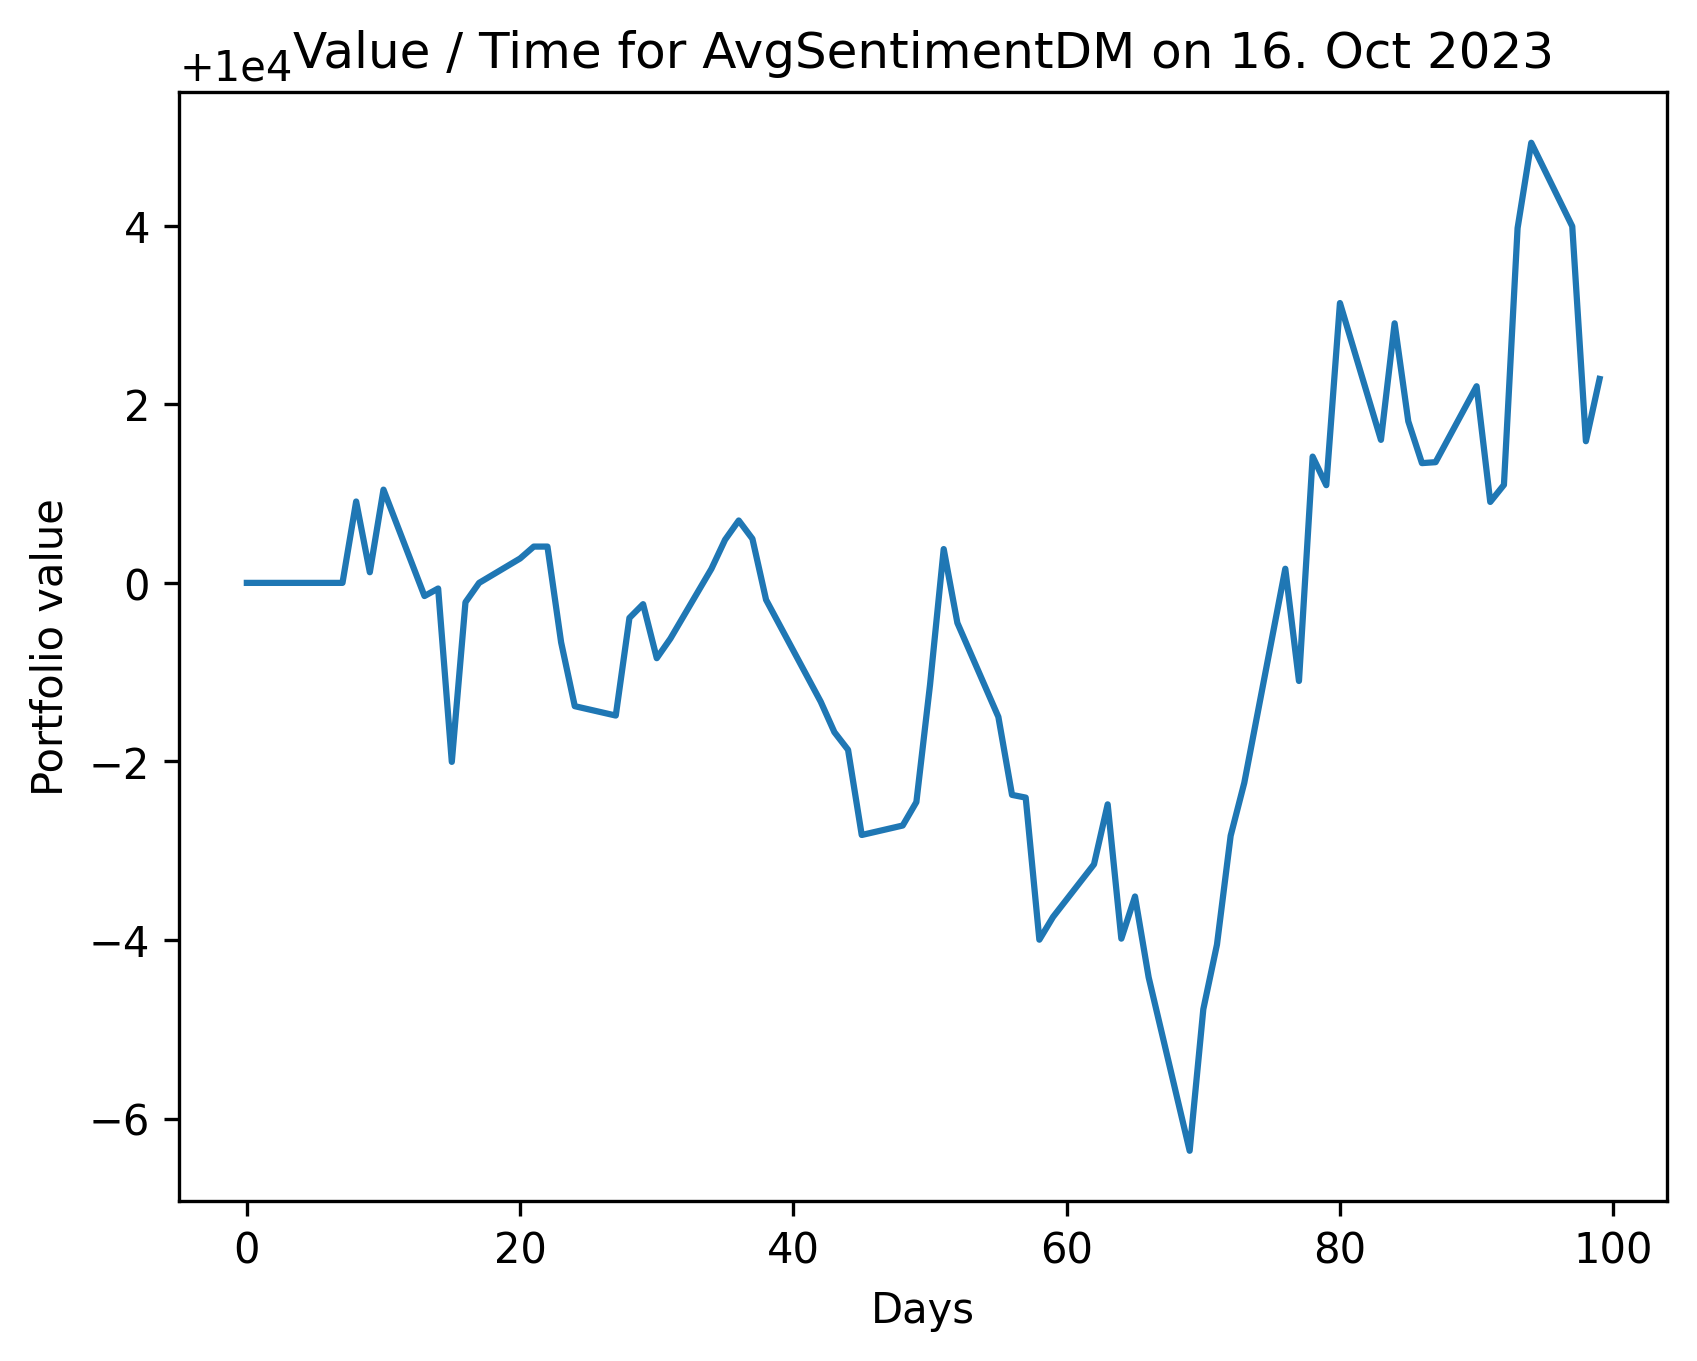 Value / Time for AvgSentimentDM on 16. Oct 2023
+1e4
4
2
0
−2
−4
−6
Portfolio value
0 20 40 60 80 100
Days